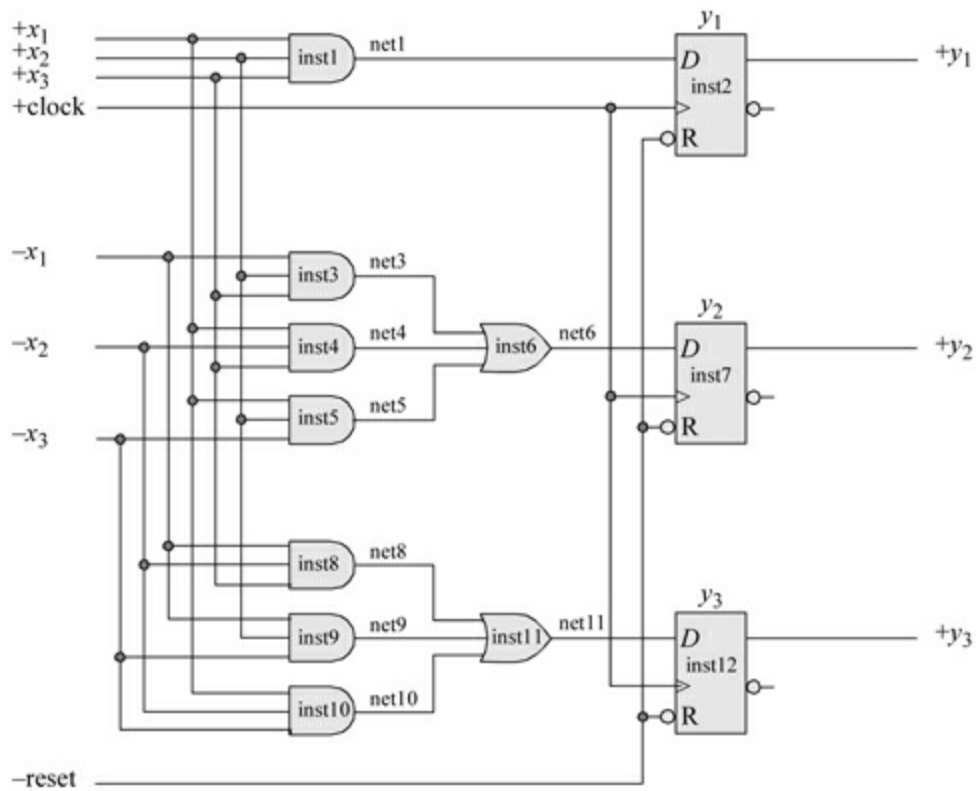 y₁
+x₁
+x₂
+x₃
inst1
net1
D
inst2
+y₁
+clock
R
−x₁
inst3
net3
y₂
−x₂
inst4
net4
inst6
net6
D
inst7
+y₂
inst5
net5
R
−x₃
inst8
net8
y₃
inst9
net9
inst11
net11
D
inst12
+y₃
inst10
net10
R
−reset